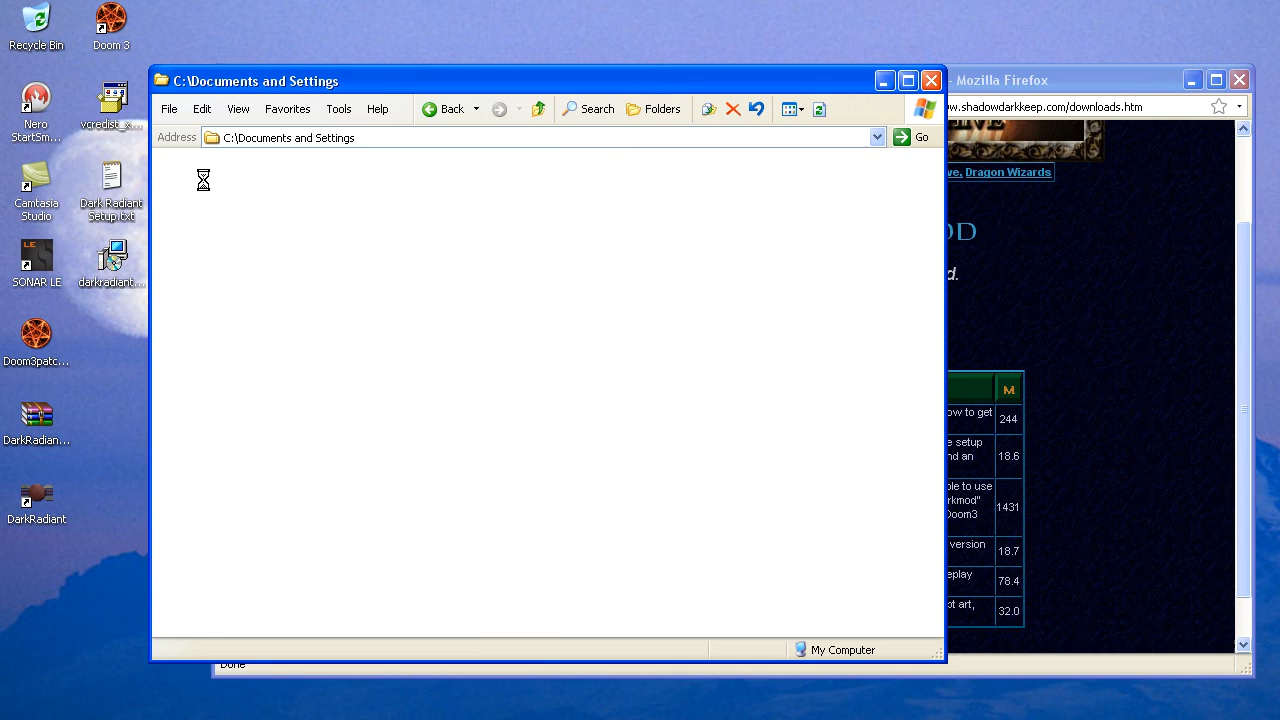 Recycle Bin
Doom 3
Nero
StartSm...
vcredist_x...
Camtasia
Studio
Dark Radiant
Setup.txt
SONAR LE
darkradiant...
Doom3patc...
DarkRadian...
DarkRadiant
C:\Documents and Settings
File Edit View Favorites Tools Help
Back Search Folders
Address C:\Documents and Settings Go
My Computer
- Mozilla Firefox
w.shadowdarkkeep.com/downloads.htm
ve, Dragon Wizards
OD
d.
M
ow to get
244
e setup
nd an
18.6
ble to use
rkmod"
Doom3
1431
version
18.7
eplay
78.4
pt art,
32.0
Done